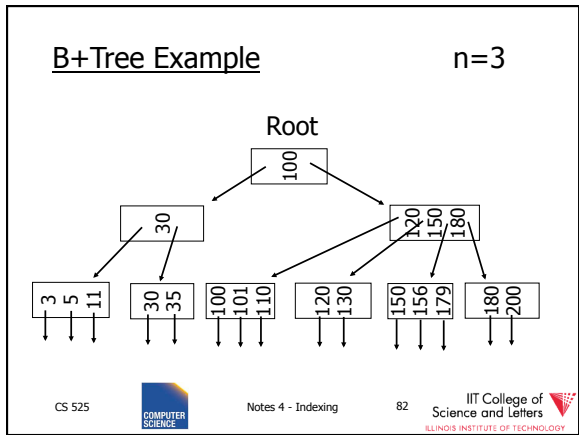 B+Tree Example n=3
Root
100
30 120 150 180
3 5 11 30 35 100 101 110 120 130 150 156 179 180 200
CS 525 COMPUTER SCIENCE Notes 4 - Indexing 82 IIT College of Science and Letters
ILLINOIS INSTITUTE OF TECHNOLOGY